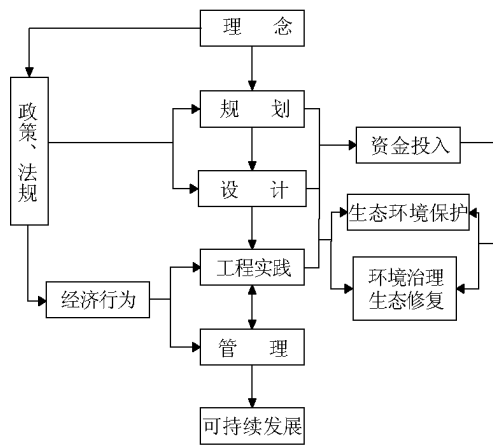 理 念
政策、法规
规 划
资金投入
设 计
生态环境保护
工程实践
环境治理
生态修复
经济行为
管 理
可持续发展